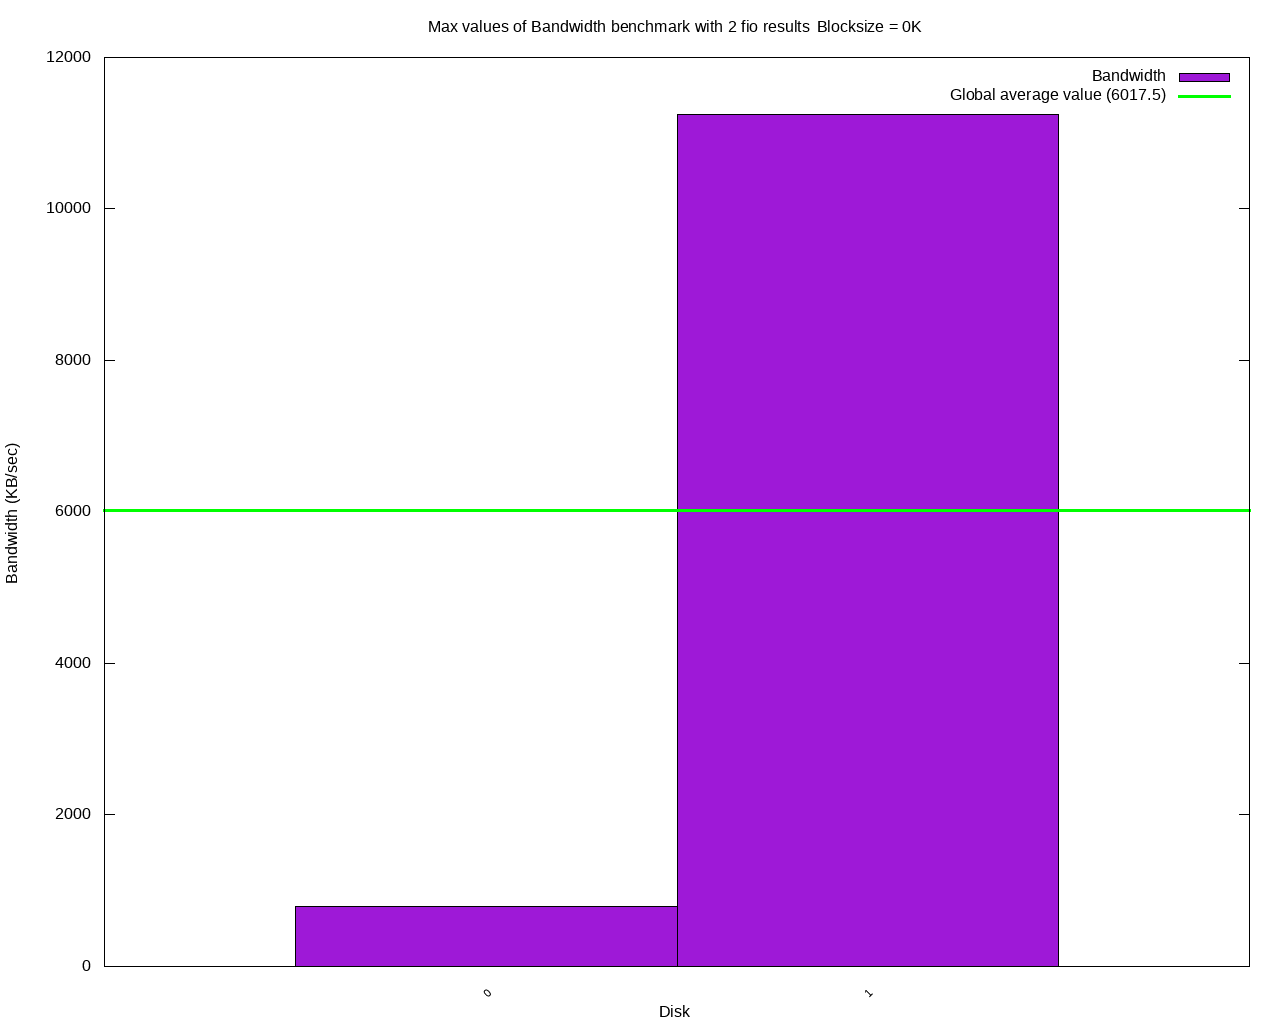 Max values of Bandwidth benchmark with 2 fio results  Blocksize = 0K
Bandwidth
Global average value (6017.5)
12000
10000
8000
6000
4000
2000
0
Bandwidth (KB/sec)
0
1
Disk